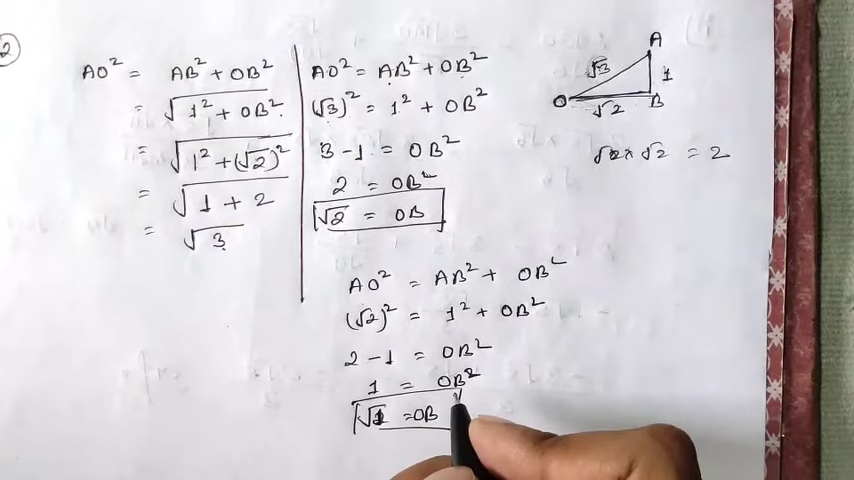 2
AO² = AB² + OB²
= √1² + OB²
= √1² + (√2)²
= √1 + 2
= √3
AO² = AB² + OB²
(√3)² = 1² + OB²
3 - 1 = OB²
2 = OB²
√2 = OB
A
√3
1
O
√2
B
√2 × √2 = 2
AO² = AB² + OB²
(√2)² = 1² + OB²
2 - 1 = OB²
1 = OB²
√1 = OB